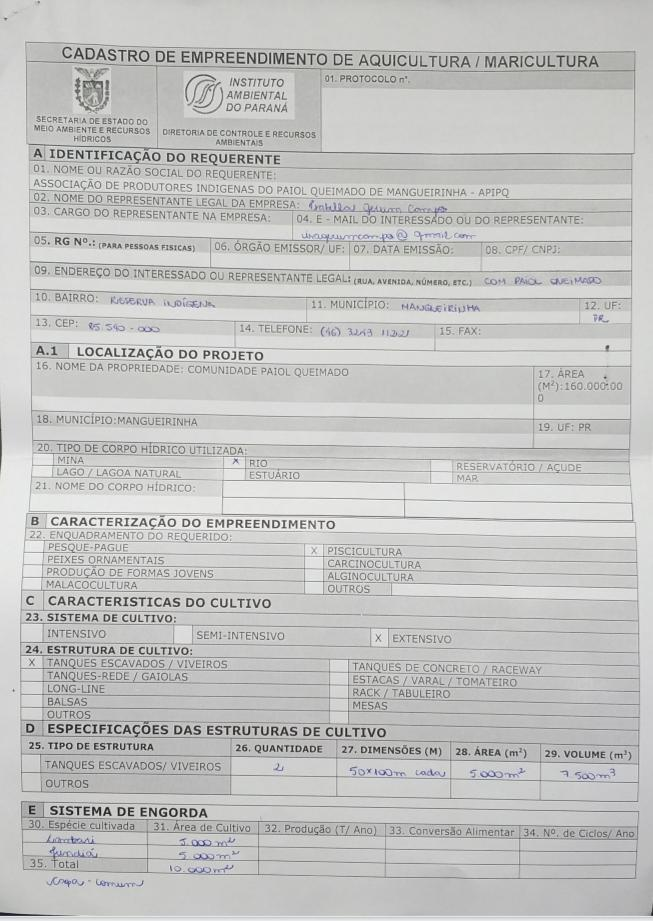 CADASTRO DE EMPREENDIMENTO DE AQUICULTURA / MARICULTURA
SECRETARIA DE ESTADO DO MEIO AMBIENTE E RECURSOS HÍDRICOS
INSTITUTO AMBIENTAL DO PARANÁ
DIRETORIA DE CONTROLE E RECURSOS AMBIENTAIS
01. PROTOCOLO nº.
A IDENTIFICAÇÃO DO REQUERENTE
01. NOME OU RAZÃO SOCIAL DO REQUERENTE:
ASSOCIAÇÃO DE PRODUTORES INDIGENAS DO PAIOL QUEIMADO DE MANGUEIRINHA - APIPQ
02. NOME DO REPRESENTANTE LEGAL DA EMPRESA:
03. CARGO DO REPRESENTANTE NA EMPRESA: 04. E - MAIL DO INTERESSADO OU DO REPRESENTANTE:
@gmail.com
05. RG Nº.: (PARA PESSOAS FISICAS) 06. ÓRGÃO EMISSOR/ UF: 07. DATA EMISSÃO: 08. CPF/ CNPJ:
09. ENDEREÇO DO INTERESSADO OU REPRESENTANTE LEGAL: (RUA, AVENIDA, NÚMERO, ETC.) COM PAIOL QUEIMADO
10. BAIRRO: RESERVA INDÍGENA 11. MUNICÍPIO: MANGUEIRINHA 12. UF: PR
13. CEP: 85.540-000 14. TELEFONE: (46) 3243 1122 15. FAX:
A.1 LOCALIZAÇÃO DO PROJETO
16. NOME DA PROPRIEDADE: COMUNIDADE PAIOL QUEIMADO 17. ÁREA (M²):160.000:000
18. MUNICÍPIO:MANGUEIRINHA 19. UF: PR
20. TIPO DE CORPO HÍDRICO UTILIZADA:
MINA X RIO RESERVATÓRIO / AÇUDE
LAGO / LAGOA NATURAL ESTUÁRIO MAR
21. NOME DO CORPO HÍDRICO:
B CARACTERIZAÇÃO DO EMPREENDIMENTO
22. ENQUADRAMENTO DO REQUERIDO:
PESQUE-PAGUE X PISCICULTURA
PEIXES ORNAMENTAIS CARCINOCULTURA
PRODUÇÃO DE FORMAS JOVENS ALGINOCULTURA
MALACOCULTURA OUTROS
C CARACTERISTICAS DO CULTIVO
23. SISTEMA DE CULTIVO:
INTENSIVO SEMI-INTENSIVO X EXTENSIVO
24. ESTRUTURA DE CULTIVO:
X TANQUES ESCAVADOS / VIVEIROS TANQUES DE CONCRETO / RACEWAY
TANQUES-REDE / GAIOLAS ESTACAS / VARAL / TOMATEIRO
LONG-LINE RACK / TABULEIRO
BALSAS MESAS
OUTROS
D ESPECIFICAÇÕES DAS ESTRUTURAS DE CULTIVO
25. TIPO DE ESTRUTURA 26. QUANTIDADE 27. DIMENSÕES (M) 28. ÁREA (m²) 29. VOLUME (m³)
TANQUES ESCAVADOS/ VIVEIROS 2 50x100m cada 5.000m² 7.500m³
OUTROS
E SISTEMA DE ENGORDA
30. Espécie cultivada 31. Área de Cultivo 32. Produção (T/ Ano) 33. Conversão Alimentar 34. Nº. de Ciclos/ Ano
Lambari 5.000m²
Jundiá 5.000m²
35. Total 10.000m²
carpa-comum